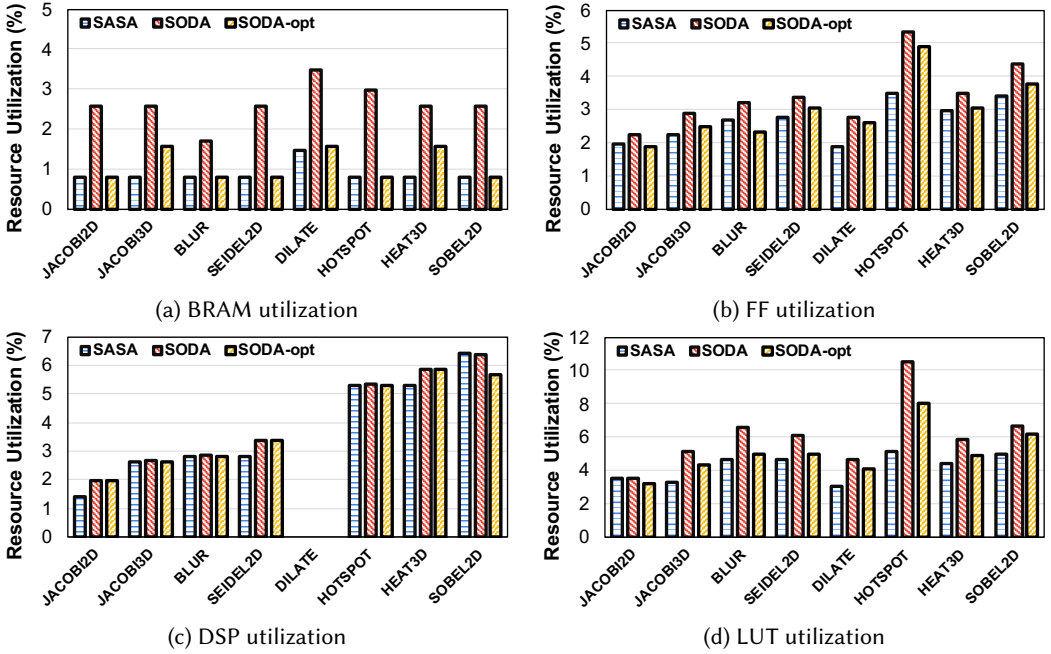 Resource Utilization (%)
5
4
3
2
1
0
SASA SODA SODA-opt
JACOBI2D
JACOBI3D
BLUR
SEIDEL2D
DILATE
HOTSPOT
HEAT3D
SOBEL2D
(a) BRAM utilization
Resource Utilization (%)
6
5
4
3
2
1
0
SASA SODA SODA-opt
JACOBI2D
JACOBI3D
BLUR
SEIDEL2D
DILATE
HOTSPOT
HEAT3D
SOBEL2D
(b) FF utilization
Resource Utilization (%)
7
6
5
4
3
2
1
0
SASA SODA SODA-opt
JACOBI2D
JACOBI3D
BLUR
SEIDEL2D
DILATE
HOTSPOT
HEAT3D
SOBEL2D
(c) DSP utilization
Resource Utilization (%)
12
10
8
6
4
2
0
SASA SODA SODA-opt
JACOBI2D
JACOBI3D
BLUR
SEIDEL2D
DILATE
HOTSPOT
HEAT3D
SOBEL2D
(d) LUT utilization